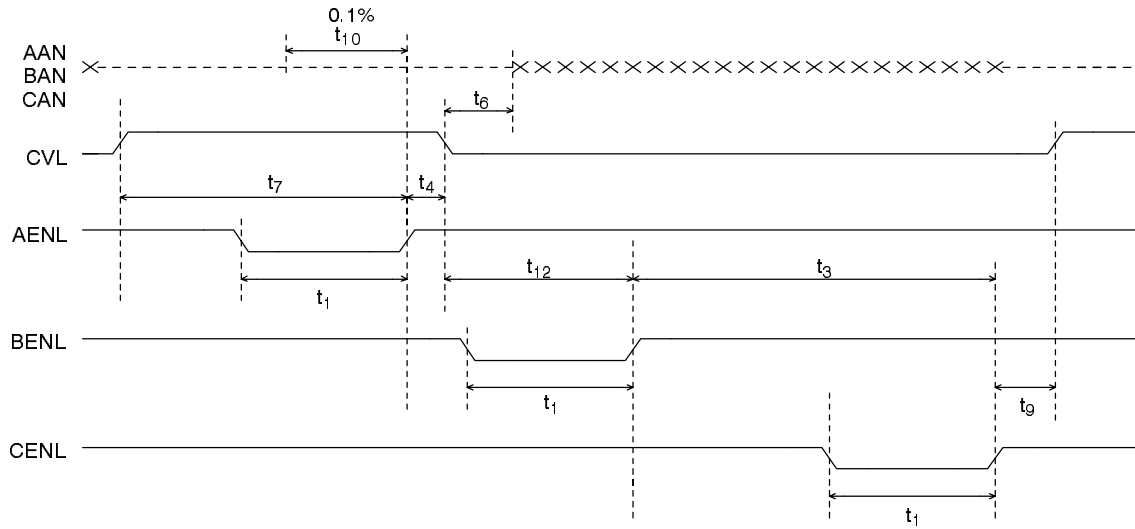 0.1%
t10
AAN
BAN
CAN
t6
CVL
t7
t4
AENL
t12
t3
t1
BENL
t1
t9
CENL
t1